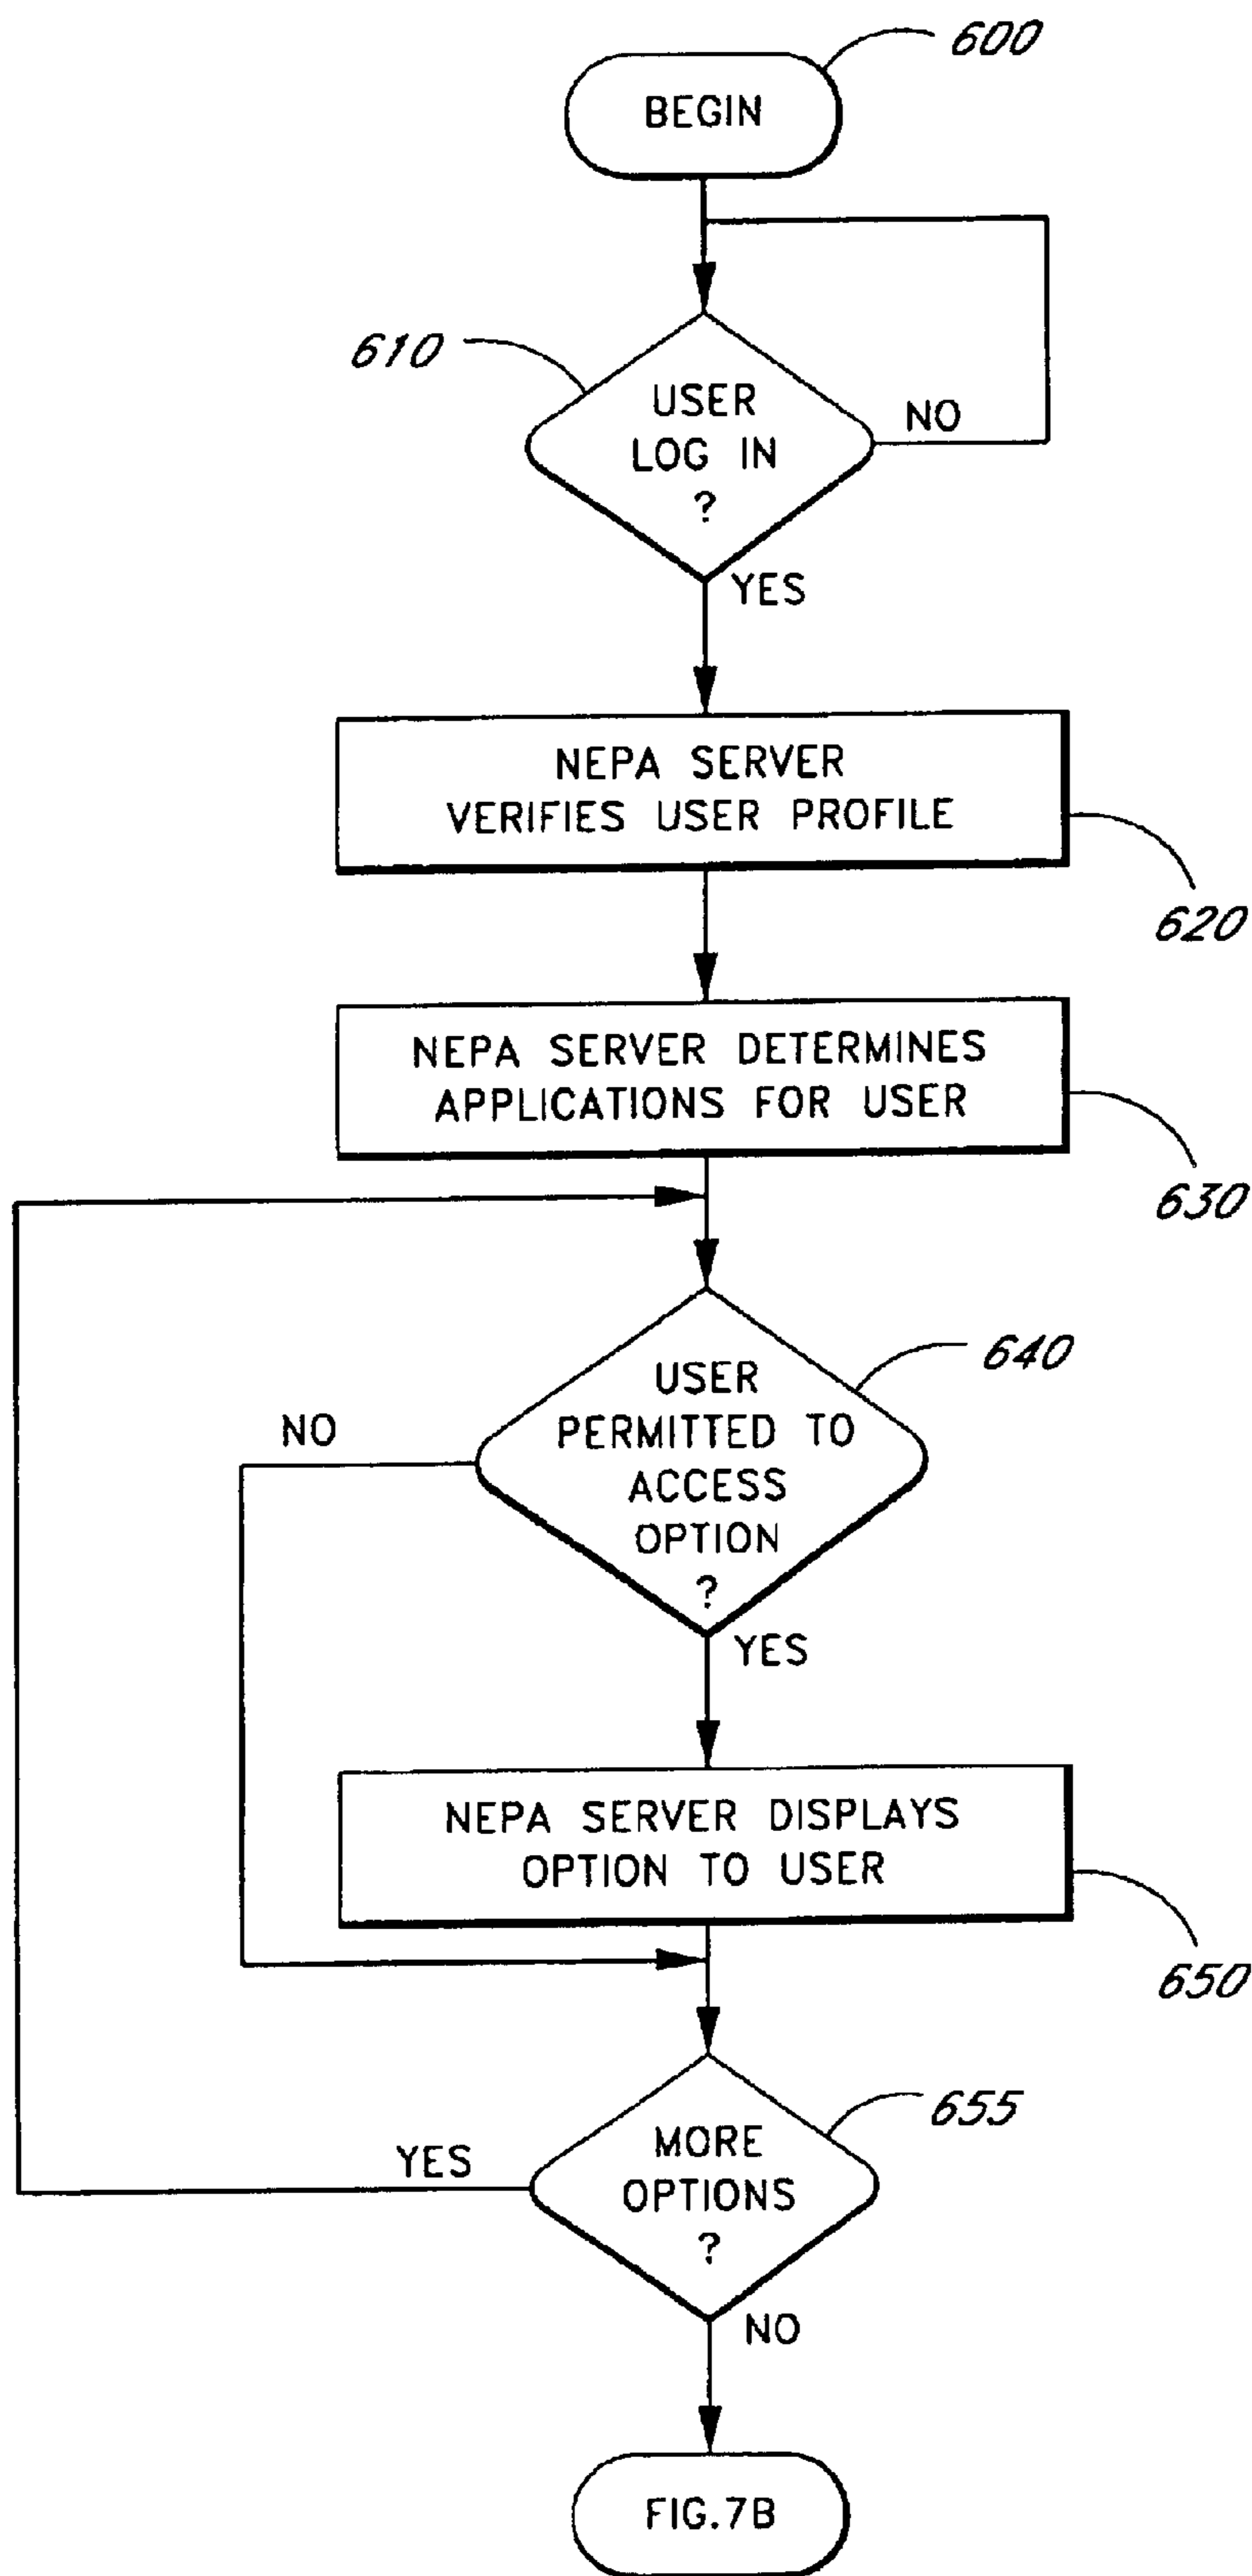 600
BEGIN
610
USER
LOG IN
?
NO
YES
NEPA SERVER
VERIFIES USER PROFILE
620
NEPA SERVER DETERMINES
APPLICATIONS FOR USER
630
640
USER
PERMITTED TO
ACCESS
OPTION
?
NO
YES
NEPA SERVER DISPLAYS
OPTION TO USER
650
655
MORE
OPTIONS
?
YES
NO
FIG.7B